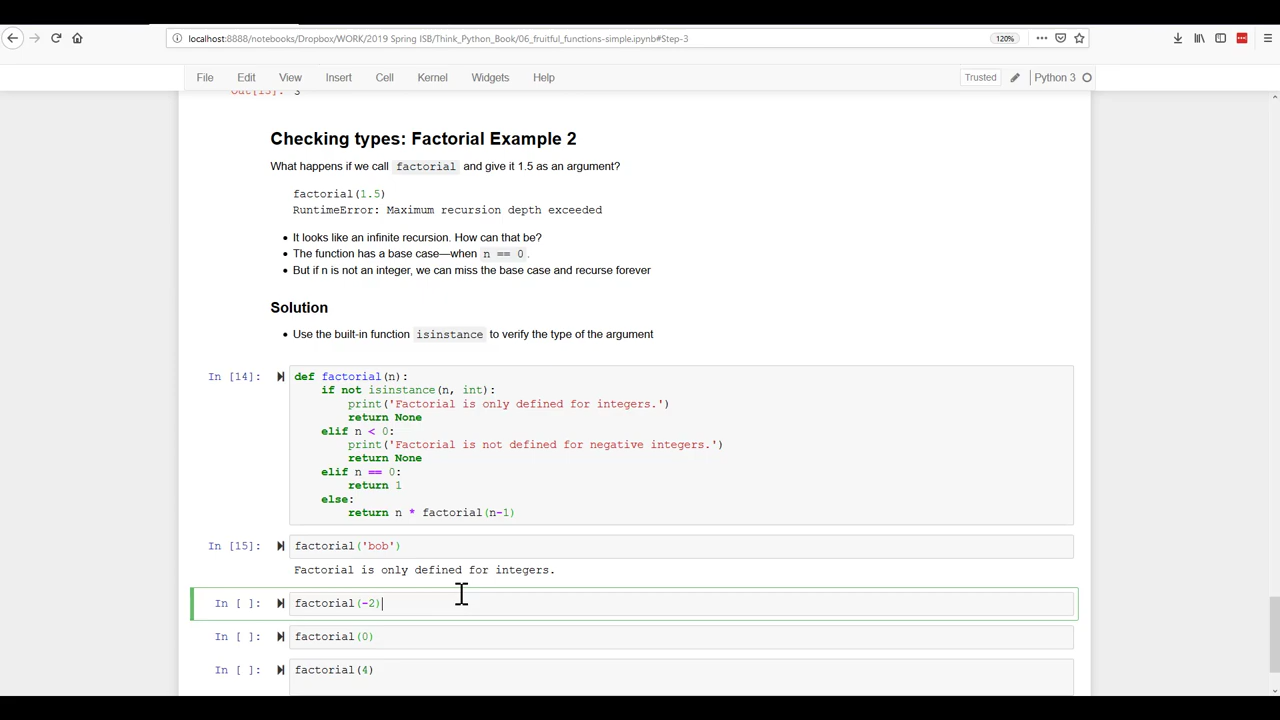 localhost:8888/notebooks/Dropbox/WORK/2019 Spring ISB/Think_Python_Book/06_fruitful_functions-simple.ipynb#Step-3
120%
File Edit View Insert Cell Kernel Widgets Help
Trusted
Python 3
Out[13]: 3
Checking types: Factorial Example 2
What happens if we call factorial and give it 1.5 as an argument?
factorial(1.5)
RuntimeError: Maximum recursion depth exceeded
• It looks like an infinite recursion. How can that be?
• The function has a base case—when n == 0.
• But if n is not an integer, we can miss the base case and recurse forever
Solution
• Use the built-in function isinstance to verify the type of the argument
In [14]: def factorial(n):
    if not isinstance(n, int):
        print('Factorial is only defined for integers.')
        return None
    elif n < 0:
        print('Factorial is not defined for negative integers.')
        return None
    elif n == 0:
        return 1
    else:
        return n * factorial(n-1)
In [15]: factorial('bob')
Factorial is only defined for integers.
In [ ]: factorial(-2)
In [ ]: factorial(0)
In [ ]: factorial(4)